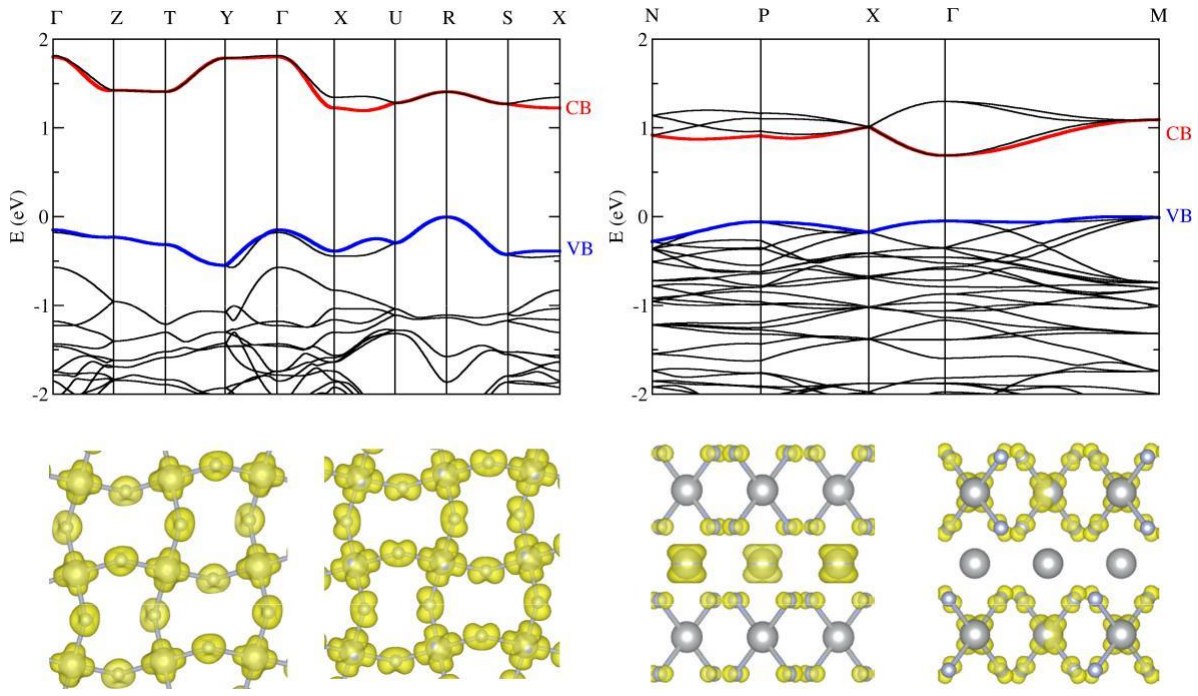 Γ Z T Y Γ X U R S X
2
1
0
-1
-2
E (eV)
CB
VB
N P X Γ M
2
1
0
-1
-2
E (eV)
CB
VB